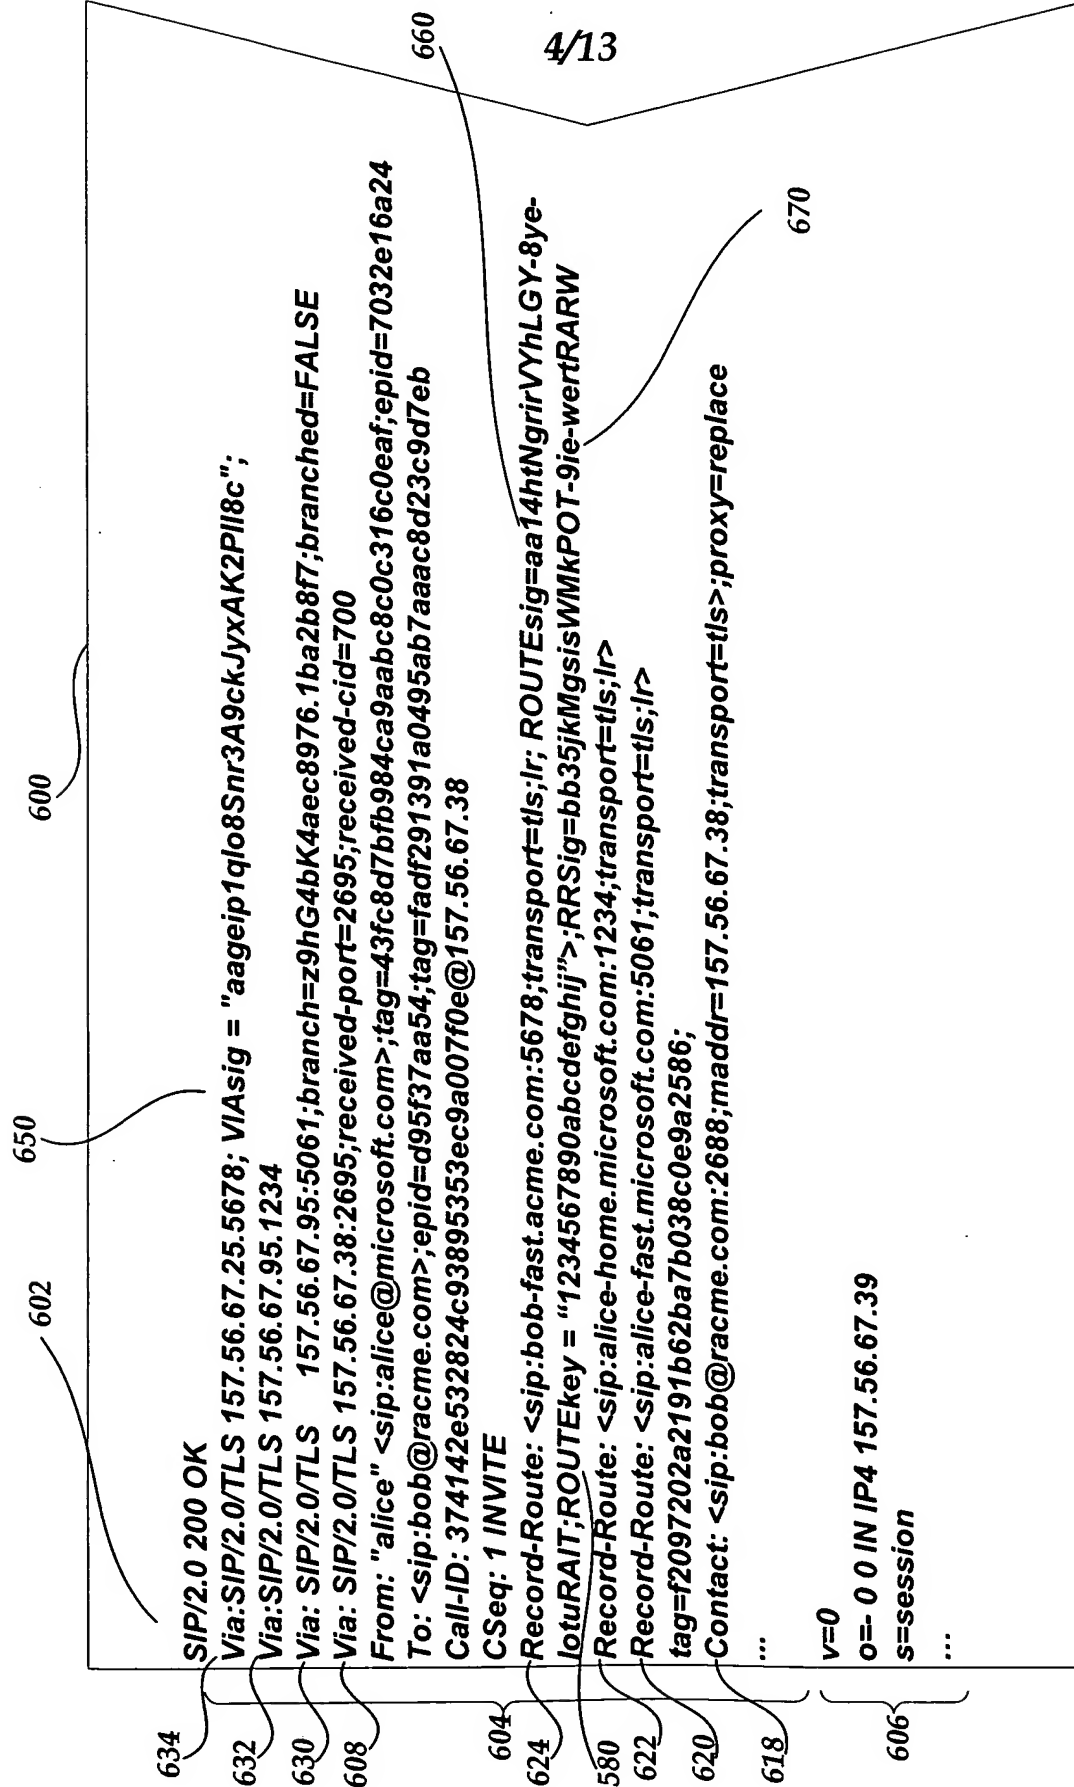 4/13
600
602
650
660
670
634
632
630
608
604
624
580
622
620
618
606
SIP/2.0 200 OK
Via:SIP/2.0/TLS 157.56.67.25.5678; VIAsig = "aageip1qlo8Snr3A9ckJyxAK2PII8c";
Via:SIP/2.0/TLS 157.56.67.95.1234
Via: SIP/2.0/TLS 157.56.67.95:5061;branch=z9hG4bK4aec8976.1ba2b8f7;branched=FALSE
Via: SIP/2.0/TLS 157.56.67.38:2695;received-port=2695;received-cid=700
From: "alice" <sip:alice@microsoft.com>;tag=43fc8d7bfb984ca9aabc8c0c316c0eaf;epid=7032e16a24
To: <sip:bob@racme.com>;epid=d95f37aa54;tag=fadf291391a0495ab7aaac8d23c9d7eb
Call-ID: 374142e532824c93895353ec9a007f0e@157.56.67.38
CSeq: 1 INVITE
Record-Route: <sip:bob-fast.acme.com:5678;transport=tls;lr; ROUTEsig=aa14htNgrirVYhLGY-8ye-
IotuRAIT;ROUTEkey = “1234567890abcdefghij”>;RRSig=bb35jkMgsisWMkPOT-9ie-wertRARW
Record-Route: <sip:alice-home.microsoft.com:1234;transport=tls;lr>
Record-Route: <sip:alice-fast.microsoft.com:5061;transport=tls;lr>
tag=f2097202a2191b62ba7b038c0e9a2586;
Contact: <sip:bob@racme.com:2688;maddr=157.56.67.38;transport=tls>;proxy=replace
...
v=0
o=- 0 0 IN IP4 157.56.67.39
s=session
...